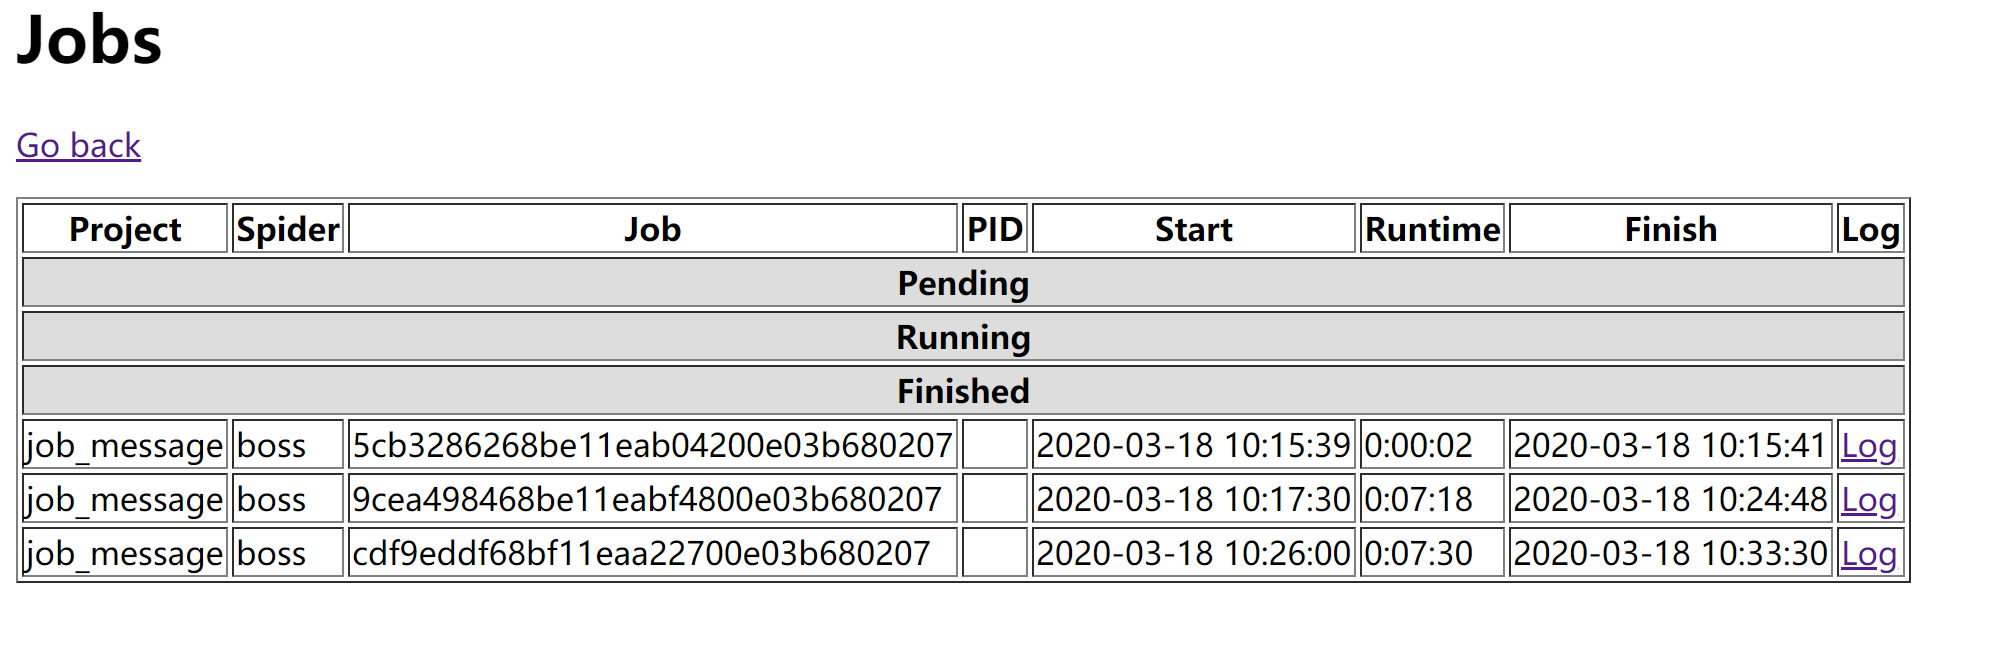 Jobs
Go back
Project Spider Job PID Start Runtime Finish Log
Pending
Running
Finished
job_message boss 5cb3286268be11eab04200e03b680207 2020-03-18 10:15:39 0:00:02 2020-03-18 10:15:41 Log
job_message boss 9cea498468be11eabf4800e03b680207 2020-03-18 10:17:30 0:07:18 2020-03-18 10:24:48 Log
job_message boss cdf9eddf68bf11eaa22700e03b680207 2020-03-18 10:26:00 0:07:30 2020-03-18 10:33:30 Log